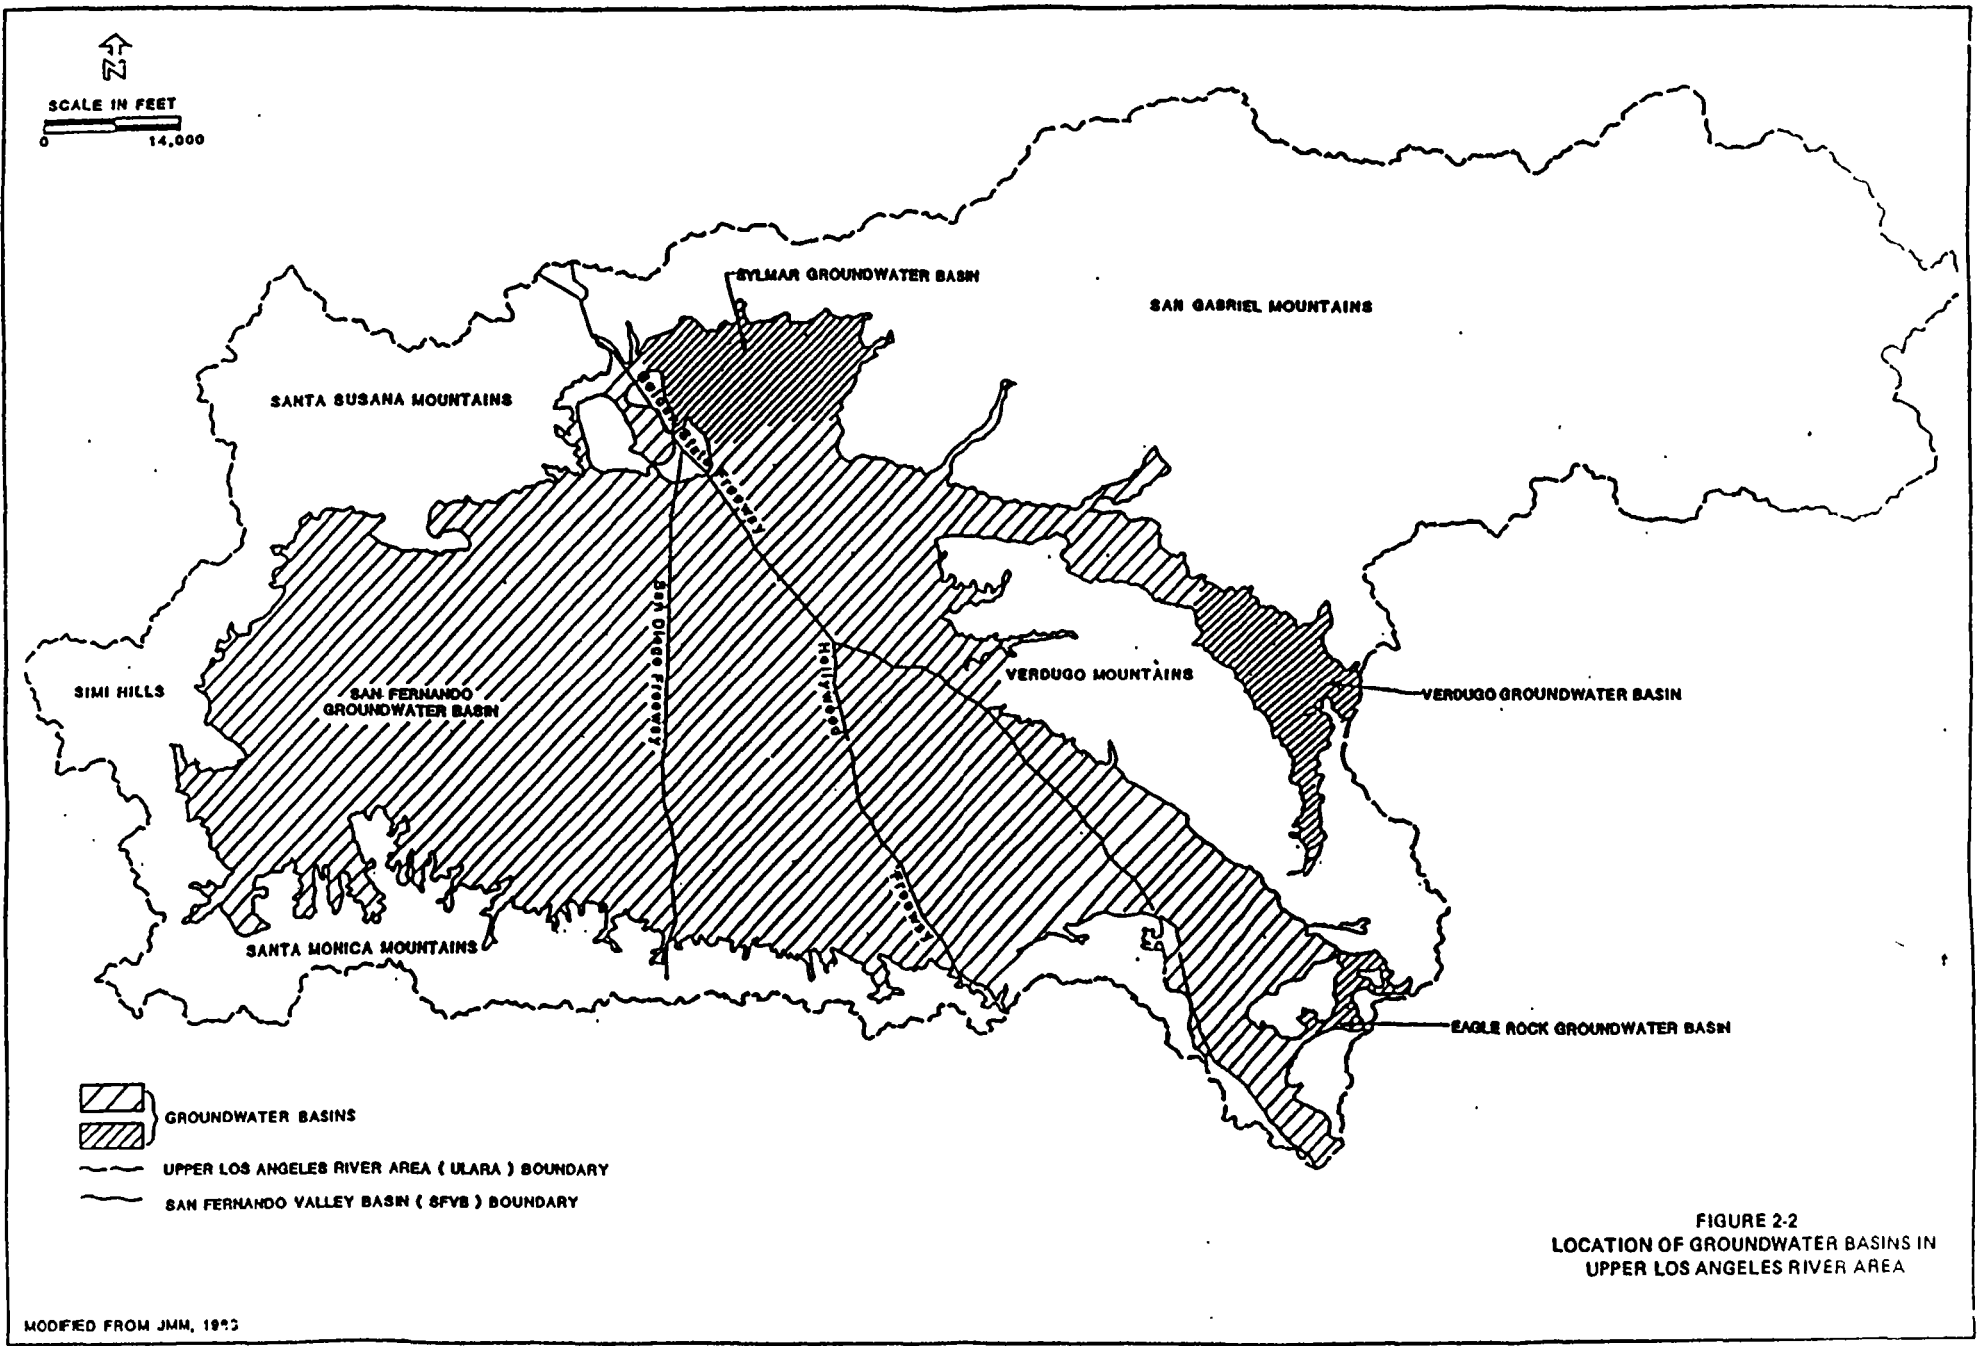 N
SCALE IN FEET
0 14,000
SYLMAR GROUNDWATER BASIN
SAN GABRIEL MOUNTAINS
SANTA SUSANA MOUNTAINS
Golden State Freeway
San Diego Freeway
Hollywood Freeway
SIMI HILLS
SAN FERNANDO
GROUNDWATER BASIN
VERDUGO MOUNTAINS
VERDUGO GROUNDWATER BASIN
SANTA MONICA MOUNTAINS
EAGLE ROCK GROUNDWATER BASIN
GROUNDWATER BASINS
UPPER LOS ANGELES RIVER AREA ( ULARA ) BOUNDARY
SAN FERNANDO VALLEY BASIN ( SFVB ) BOUNDARY
FIGURE 2-2
LOCATION OF GROUNDWATER BASINS IN
UPPER LOS ANGELES RIVER AREA
MODIFIED FROM JMM,